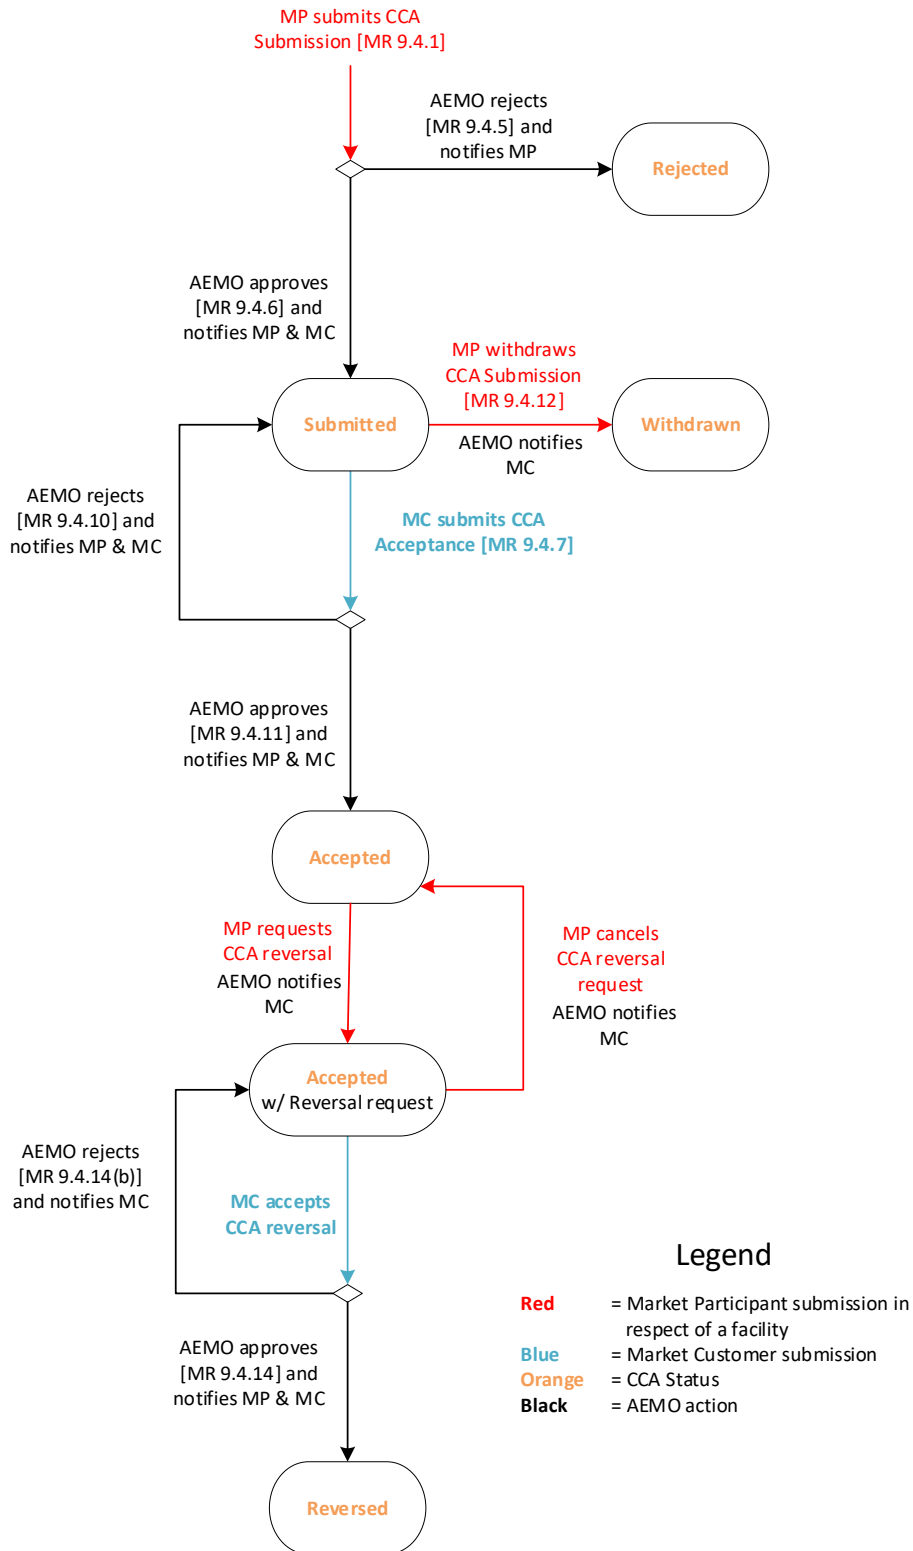 MP submits CCA
Submission [MR 9.4.1]
AEMO rejects
[MR 9.4.5] and
notifies MP
Rejected
AEMO approves
[MR 9.4.6] and
notifies MP & MC
MP withdraws
CCA Submission
[MR 9.4.12]
AEMO notifies
MC
Submitted
Withdrawn
AEMO rejects
[MR 9.4.10] and
notifies MP & MC
MC submits CCA
Acceptance [MR 9.4.7]
AEMO approves
[MR 9.4.11] and
notifies MP & MC
Accepted
MP requests
CCA reversal
AEMO notifies
MC
MP cancels
CCA reversal
request
AEMO notifies
MC
Accepted
w/ Reversal request
AEMO rejects
[MR 9.4.14(b)]
and notifies MC
MC accepts
CCA reversal
AEMO approves
[MR 9.4.14] and
notifies MP & MC
Reversed
Legend
Red = Market Participant submission in
respect of a facility
Blue = Market Customer submission
Orange = CCA Status
Black = AEMO action